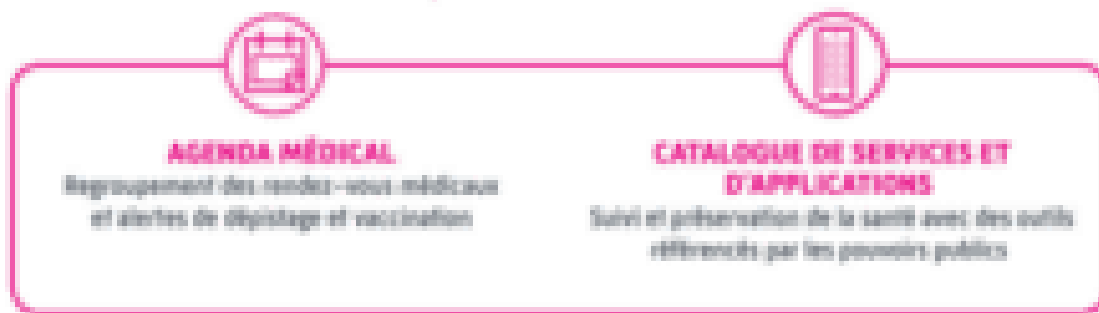 AGENDA MÉDICAL
Regroupement des rendez-vous médicaux
et alertes de dépistage et vaccination
CATALOGUE DE SERVICES ET
D'APPLICATIONS
Suivi et préservation de la santé avec des outils
référencés par les pouvoirs publics